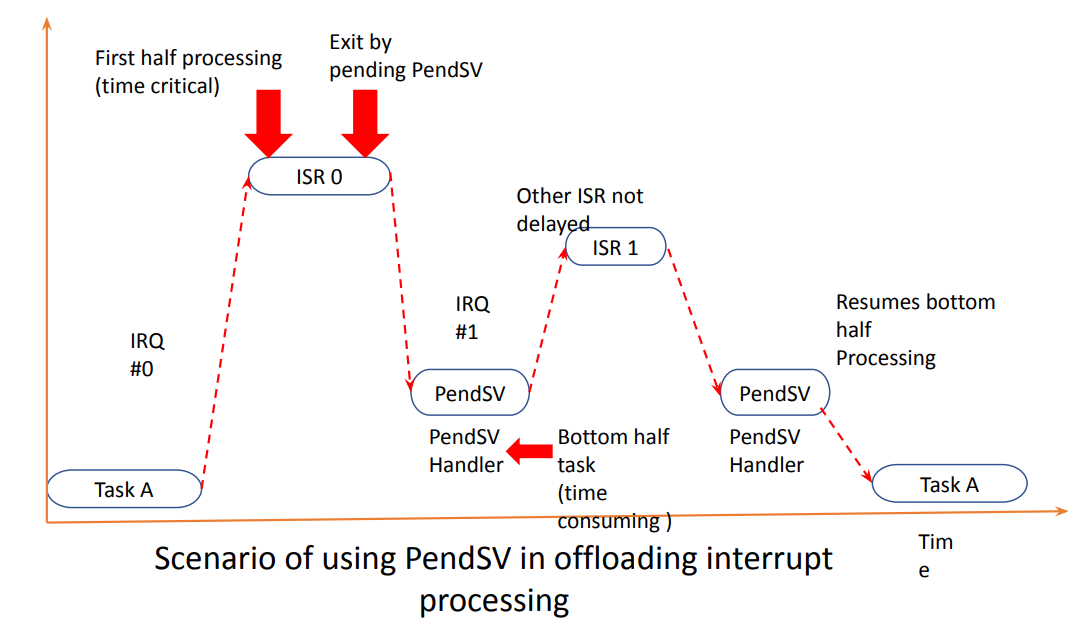 First half processing
(time critical)
Exit by
pending PendSV
ISR 0
Other ISR not
delayed
ISR 1
IRQ
#0
IRQ
#1
Resumes bottom
half
Processing
PendSV
PendSV
PendSV
Handler
Bottom half
task
(time
consuming )
PendSV
Handler
Task A
Task A
Tim
e
Scenario of using PendSV in offloading interrupt
processing